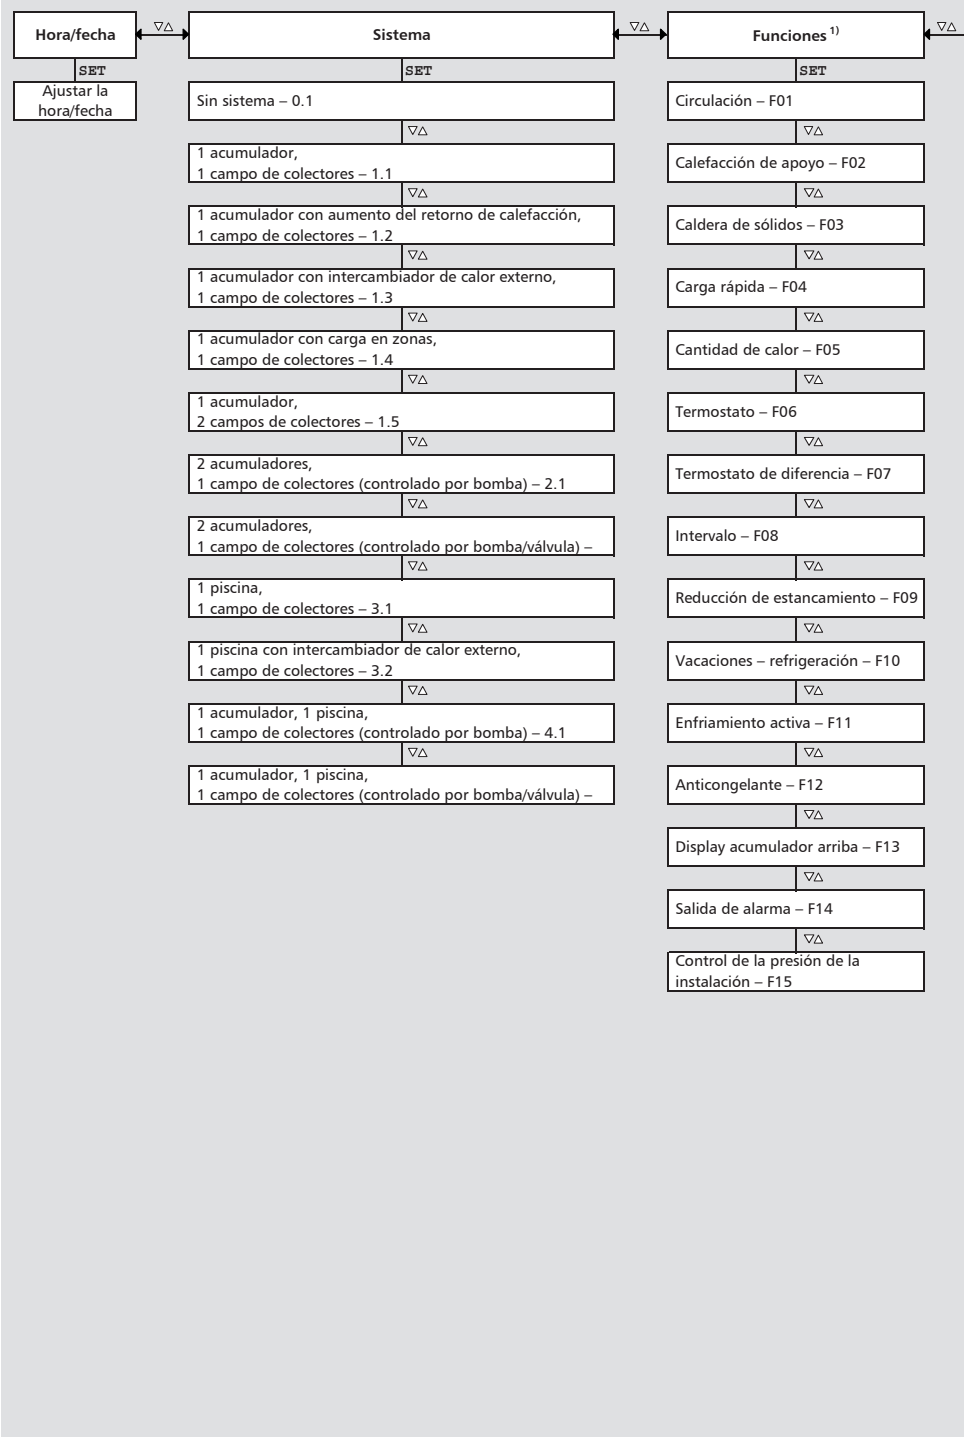 Hora/fecha
▽△
Sistema
▽△
Funciones 1)
▽△
SET
Ajustar la
hora/fecha
SET
Sin sistema – 0.1
▽△
1 acumulador,
1 campo de colectores – 1.1
▽△
1 acumulador con aumento del retorno de calefacción,
1 campo de colectores – 1.2
▽△
1 acumulador con intercambiador de calor externo,
1 campo de colectores – 1.3
▽△
1 acumulador con carga en zonas,
1 campo de colectores – 1.4
▽△
1 acumulador,
2 campos de colectores – 1.5
▽△
2 acumuladores,
1 campo de colectores (controlado por bomba) – 2.1
▽△
2 acumuladores,
1 campo de colectores (controlado por bomba/válvula) –
▽△
1 piscina,
1 campo de colectores – 3.1
▽△
1 piscina con intercambiador de calor externo,
1 campo de colectores – 3.2
▽△
1 acumulador, 1 piscina,
1 campo de colectores (controlado por bomba) – 4.1
▽△
1 acumulador, 1 piscina,
1 campo de colectores (controlado por bomba/válvula) –
SET
Circulación – F01
▽△
Calefacción de apoyo – F02
▽△
Caldera de sólidos – F03
▽△
Carga rápida – F04
▽△
Cantidad de calor – F05
▽△
Termostato – F06
▽△
Termostato de diferencia – F07
▽△
Intervalo – F08
▽△
Reducción de estancamiento – F09
▽△
Vacaciones – refrigeración – F10
▽△
Enfriamiento activa – F11
▽△
Anticongelante – F12
▽△
Display acumulador arriba – F13
▽△
Salida de alarma – F14
▽△
Control de la presión de la
instalación – F15